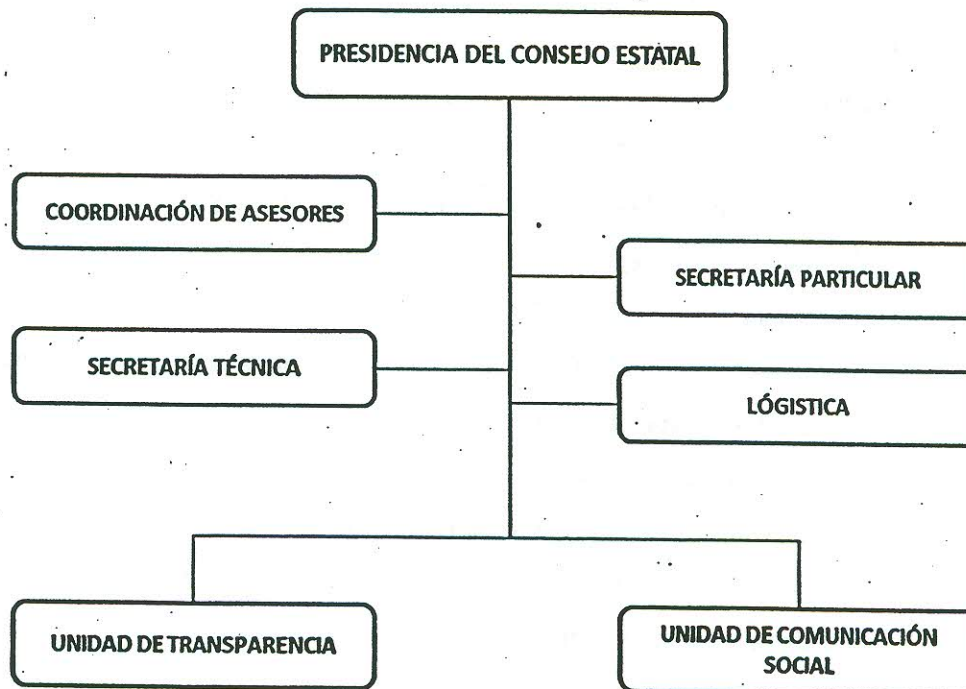 PRESIDENCIA DEL CONSEJO ESTATAL
COORDINACIÓN DE ASESORES
SECRETARÍA PARTICULAR
SECRETARÍA TÉCNICA
LÓGISTICA
UNIDAD DE TRANSPARENCIA
UNIDAD DE COMUNICACIÓN
SOCIAL